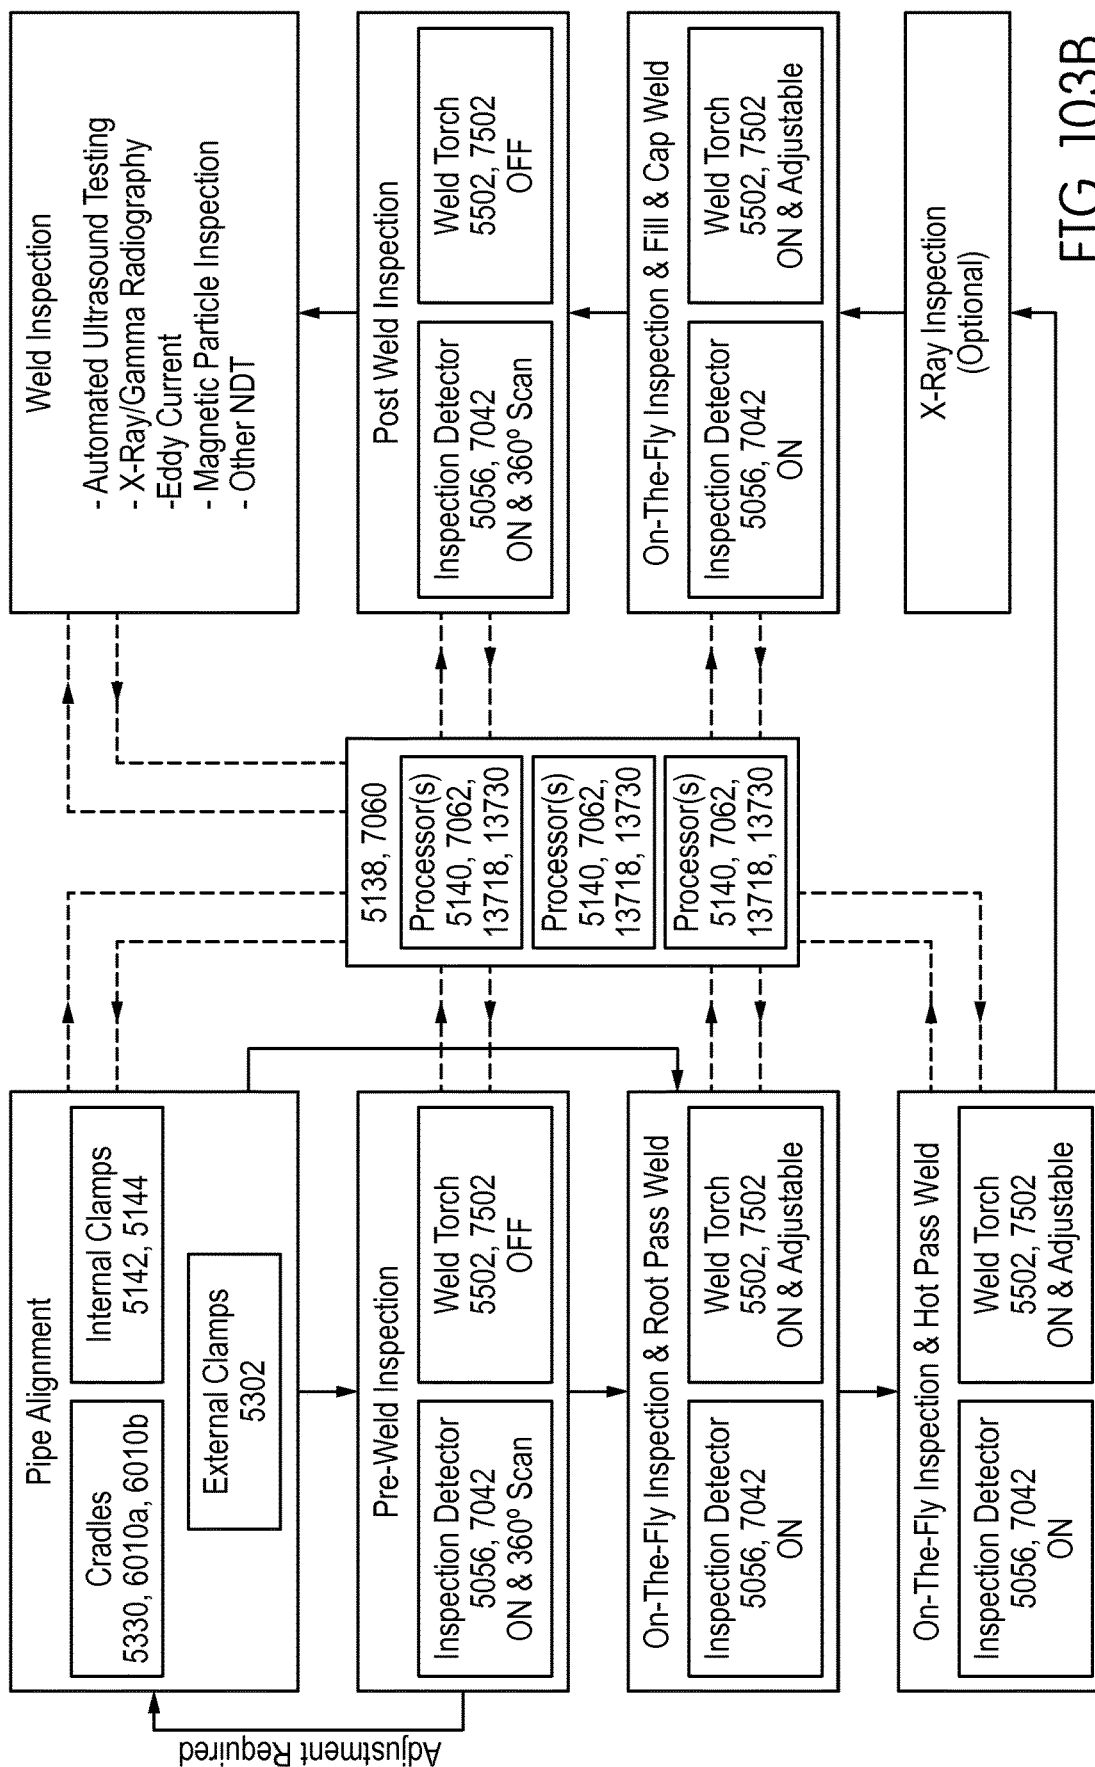 Pipe Alignment
Cradles
5330, 6010a, 6010b
Internal Clamps
5142, 5144
External Clamps
5302
Adjustment Required
Pre-Weld Inspection
Inspection Detector
5056, 7042
ON & 360º Scan
Weld Torch
5502, 7502
OFF
On-The-Fly Inspection & Root Pass Weld
Inspection Detector
5056, 7042
ON
Weld Torch
5502, 7502
ON & Adjustable
On-The-Fly Inspection & Hot Pass Weld
Inspection Detector
5056, 7042
ON
Weld Torch
5502, 7502
ON & Adjustable
5138, 7060
Processor(s)
5140, 7062,
13718, 13730
Processor(s)
5140, 7062,
13718, 13730
Processor(s)
5140, 7062,
13718, 13730
Weld Inspection
- Automated Ultrasound Testing
- X-Ray/Gamma Radiography
-Eddy Current
- Magnetic Particle Inspection
- Other NDT
Post Weld Inspection
Inspection Detector
5056, 7042
ON & 360º Scan
Weld Torch
5502, 7502
OFF
On-The-Fly Inspection & Fill & Cap Weld
Inspection Detector
5056, 7042
ON
Weld Torch
5502, 7502
ON & Adjustable
X-Ray Inspection
(Optional)
FIG. 103B